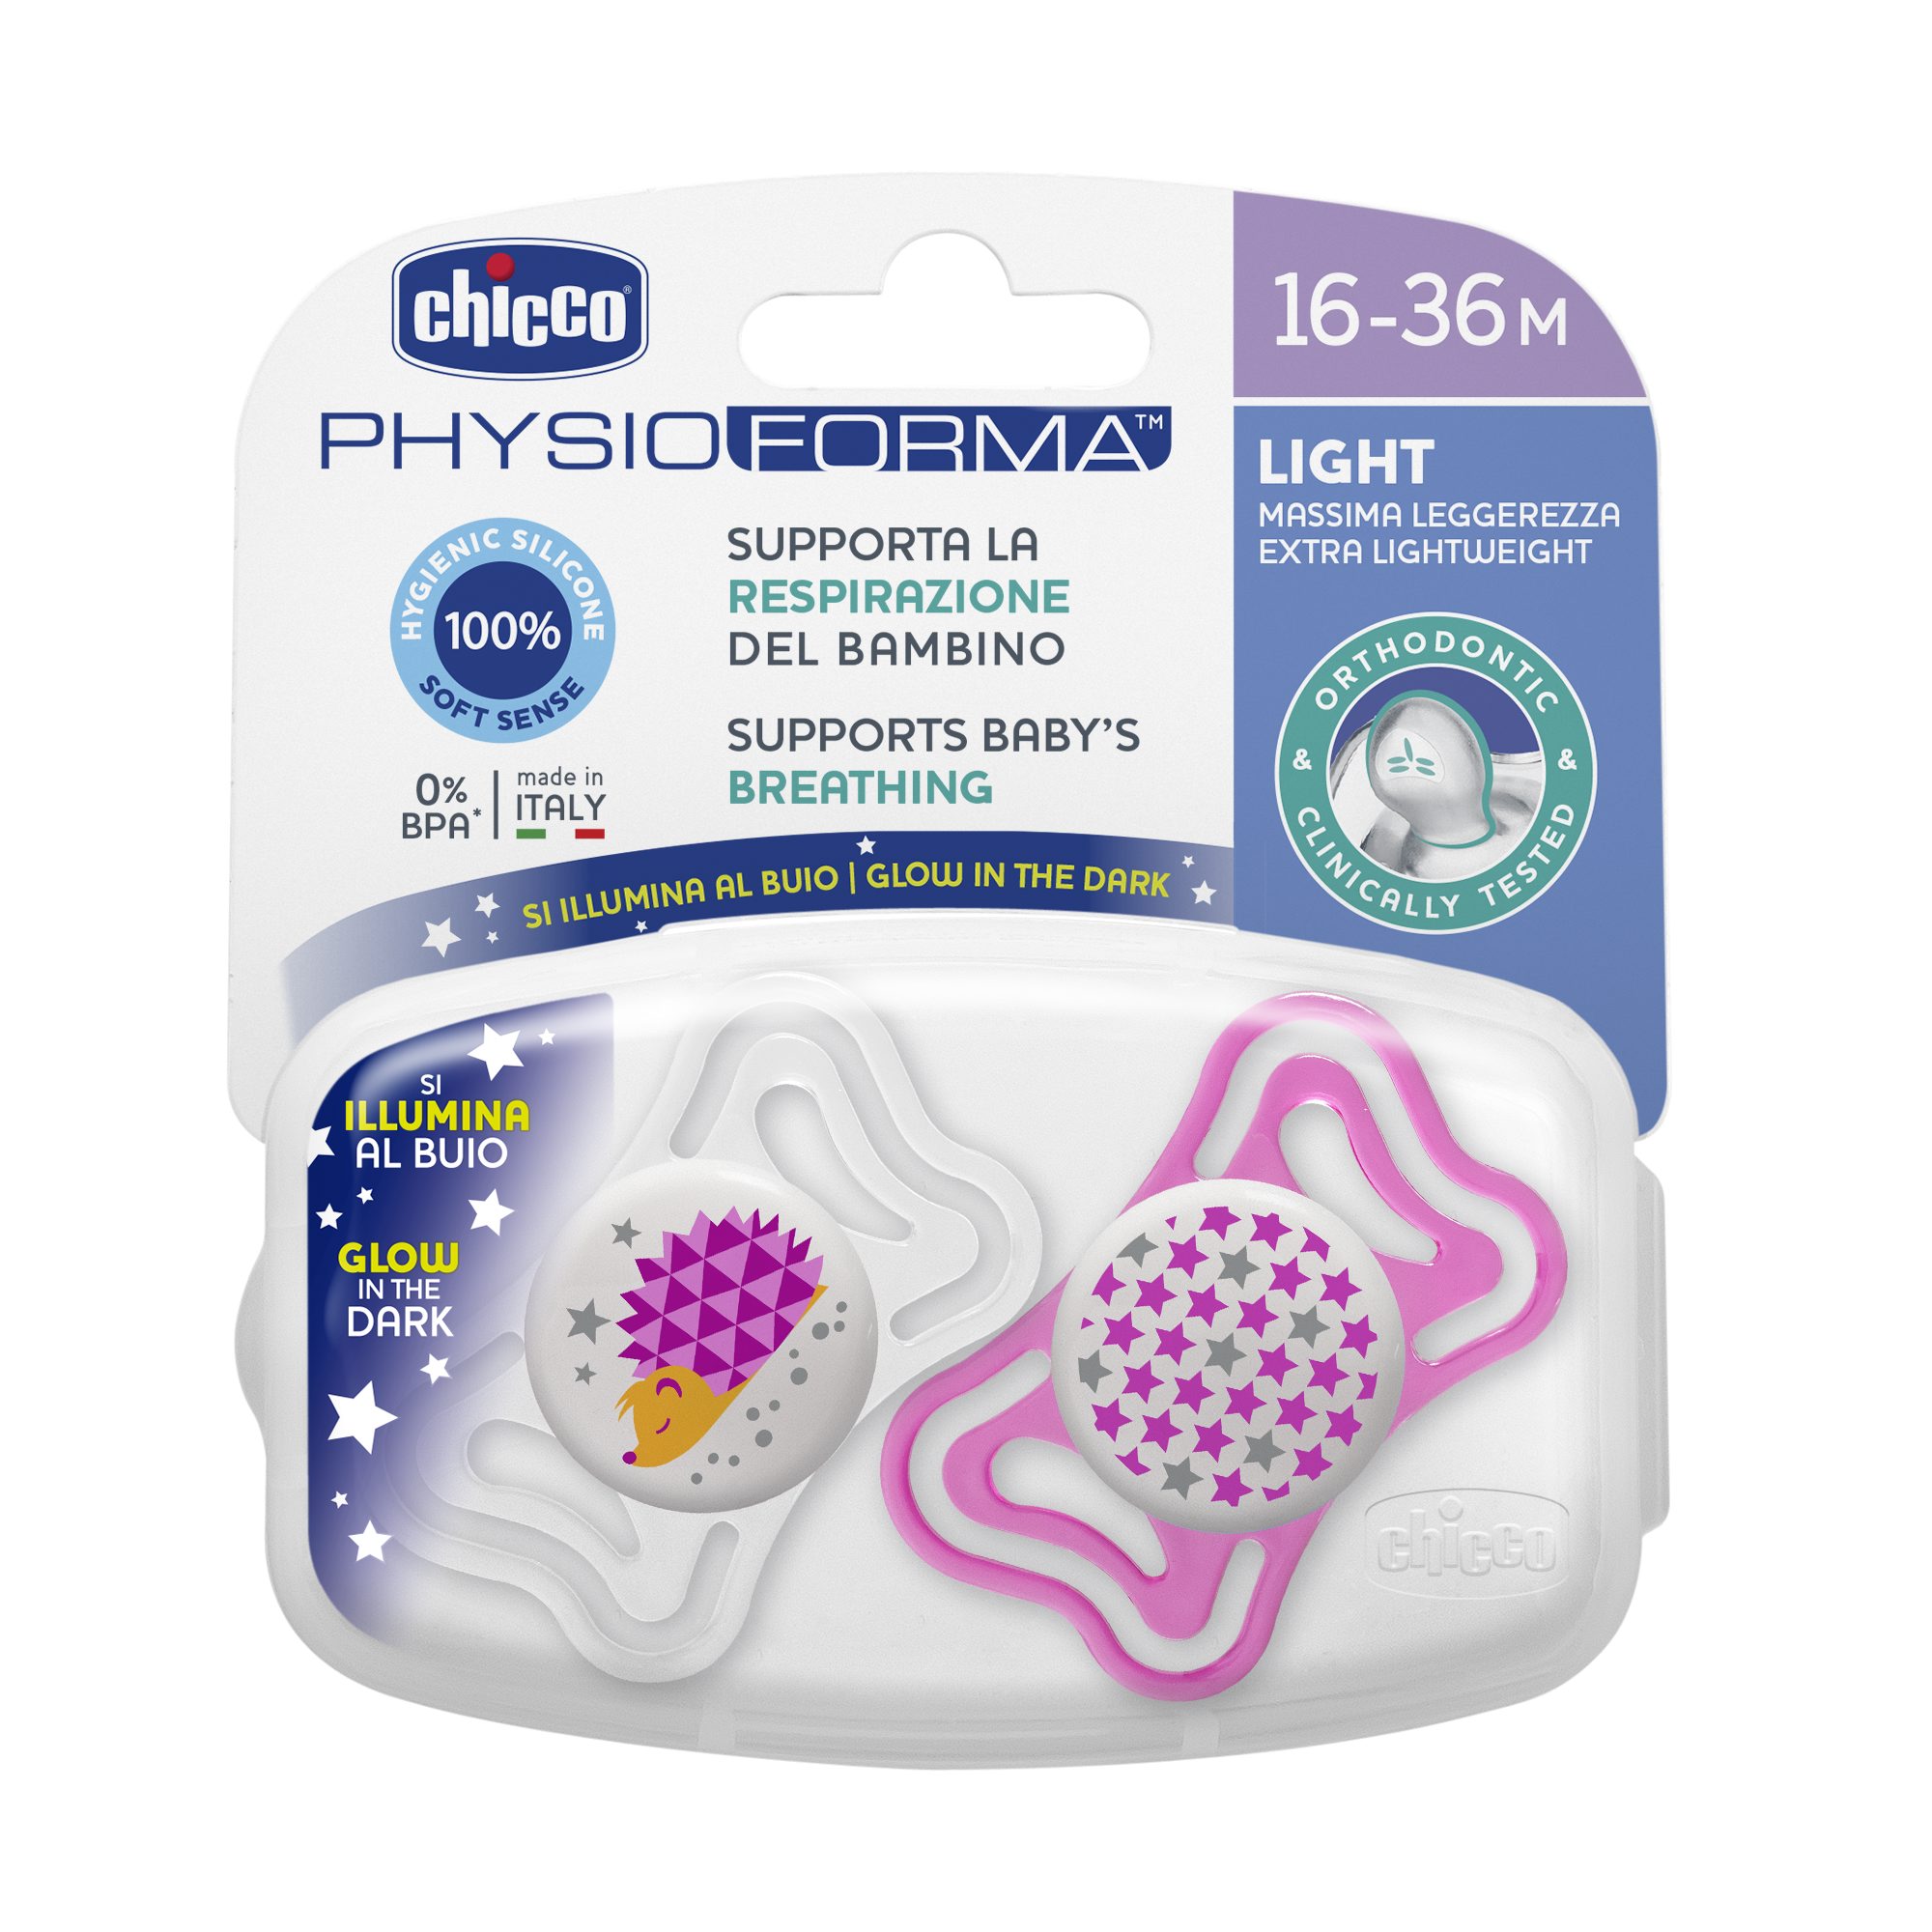 chicco®
16-36 M
PHYSIOFORMA™
LIGHT
MASSIMA LEGGEREZZA
EXTRA LIGHTWEIGHT
HYGIENIC SILICONE
100%
SOFT SENSE
SUPPORTA LA
RESPIRAZIONE
DEL BAMBINO
SUPPORTS BABY'S
BREATHING
ORTHODONTIC
& CLINICALLY TESTED &
0%
BPA*
made in
ITALY
SI ILLUMINA AL BUIO | GLOW IN THE DARK
SI
ILLUMINA
AL BUIO
GLOW
IN THE
DARK
chicco